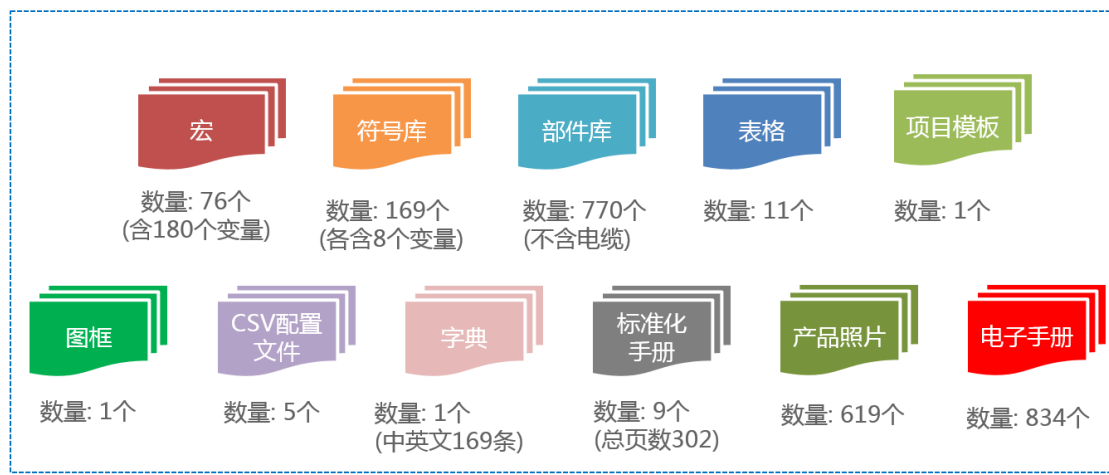 宏
符号库
部件库
表格
项目模板
数量: 76个
(含180个变量)
数量: 169个
(各含8个变量)
数量: 770个
(不含电缆)
数量: 11个
数量: 1个
图框
CSV配置
文件
字典
标准化
手册
产品照片
电子手册
数量: 1个
数量: 5个
数量: 1个
(中英文169条)
数量: 9个
(总页数302)
数量: 619个
数量: 834个